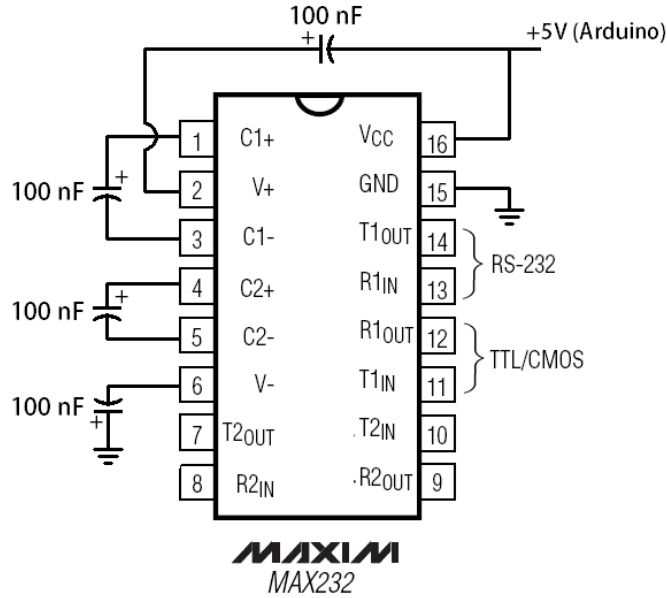 100 nF
+
+5V (Arduino)
1 C1+ VCC 16
100 nF +
2 V+ GND 15
3 C1- T1OUT 14
RS-232
4 C2+ R1IN 13
100 nF +
5 C2- R1OUT 12
TTL/CMOS
6 V- T1IN 11
100 nF
+
7 T2OUT .T2IN 10
8 R2IN .R2OUT 9
MAXIM
MAX232